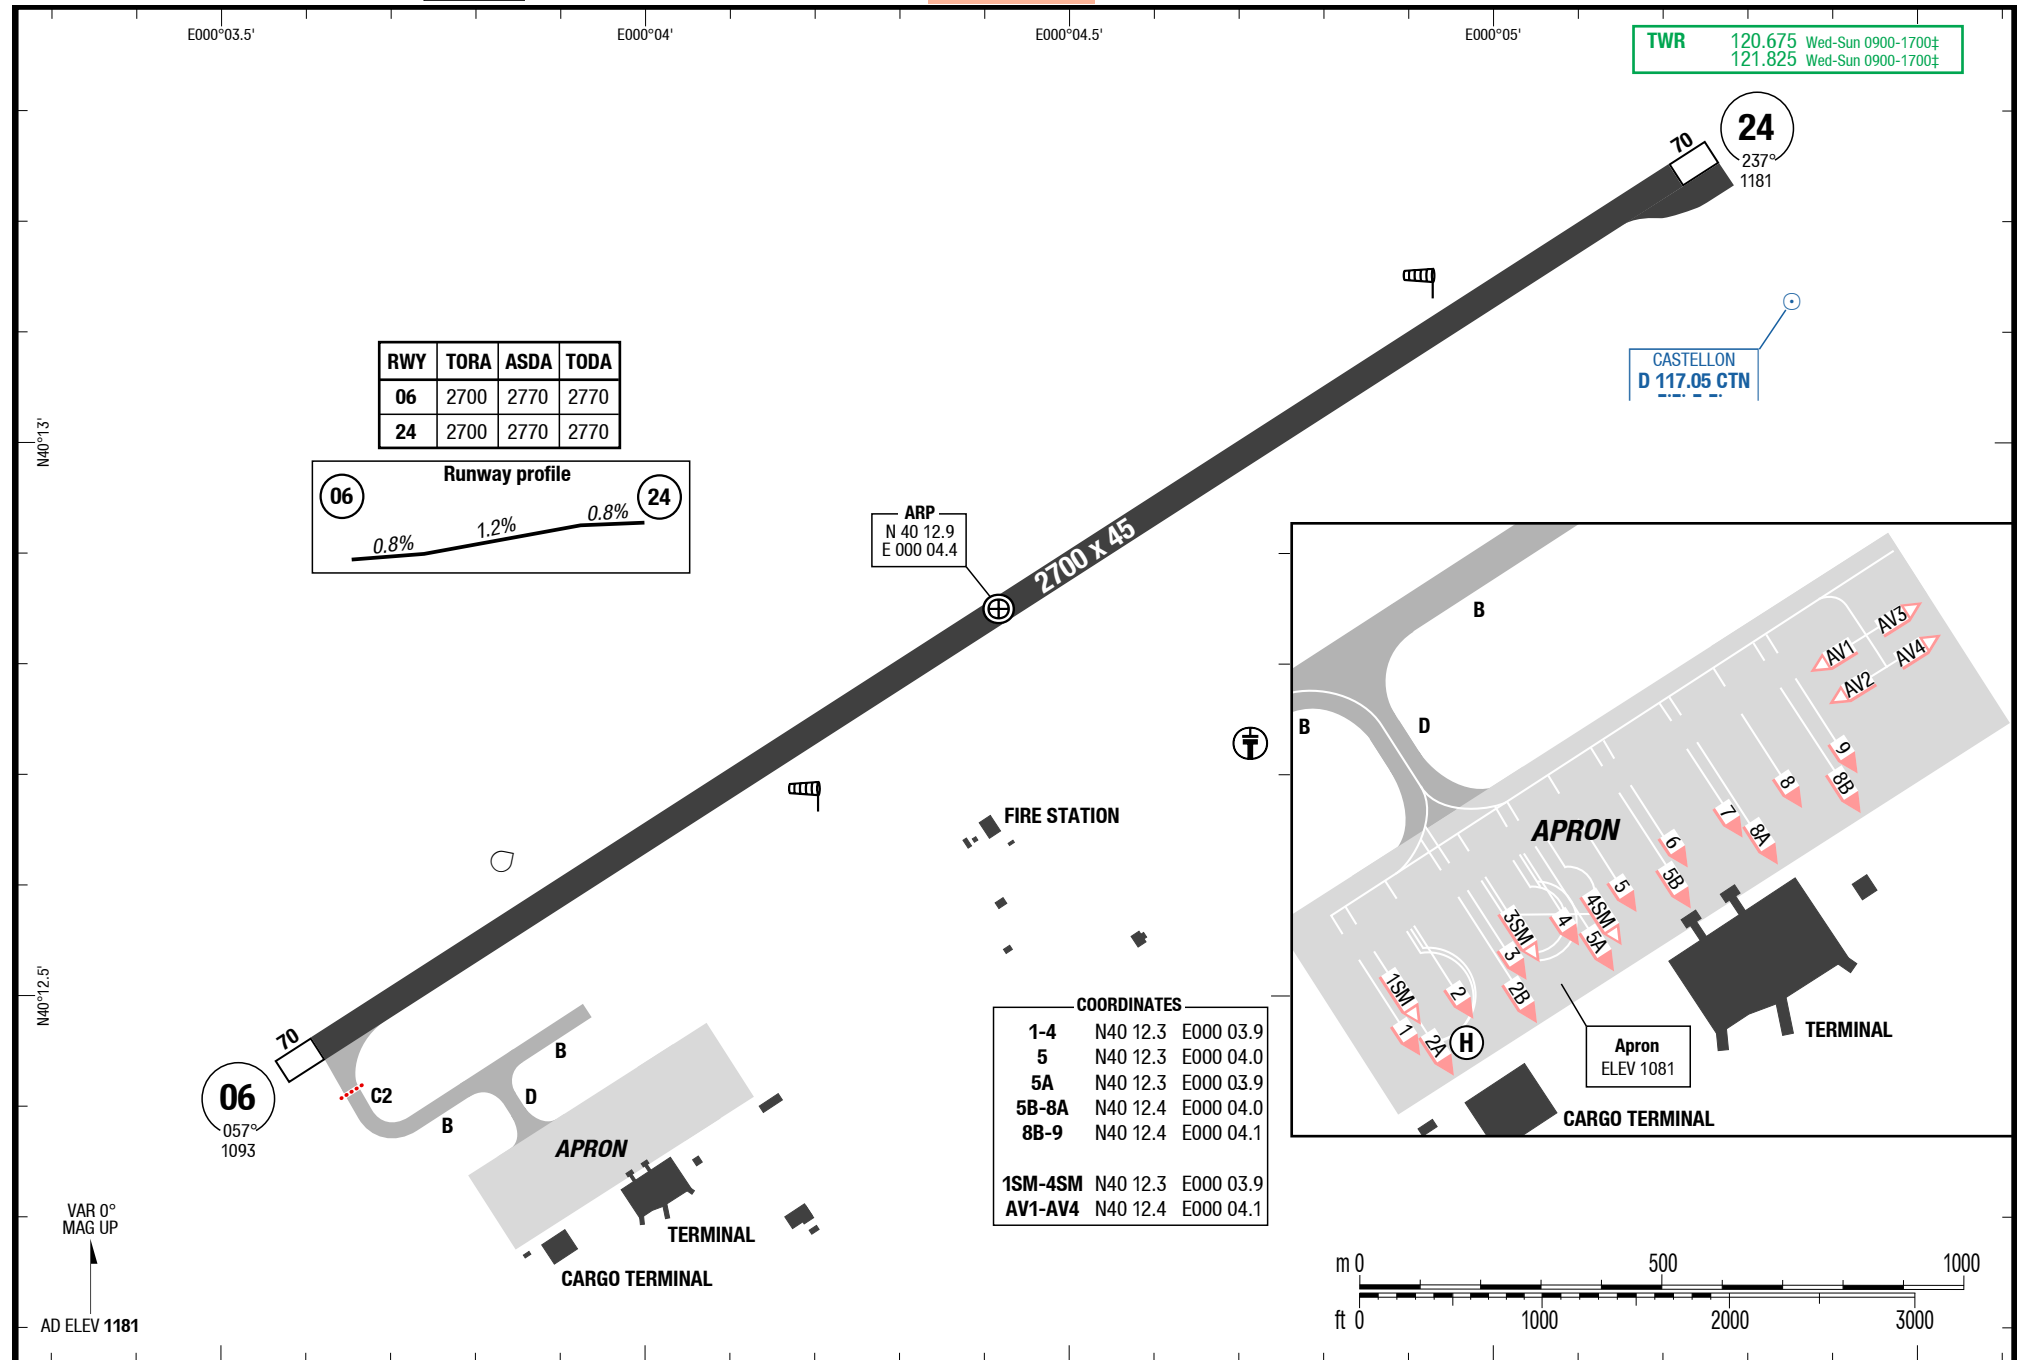 E000°03.5'
E000°04'
E000°04.5'
E000°05'
TWR 120.675 Wed-Sun 0900-1700‡
121.825 Wed-Sun 0900-1700‡
24
237°
1181
70
CASTELLON
D 117.05 CTN
RWY TORA ASDA TODA
06 2700 2770 2770
24 2700 2770 2770
Runway profile
06
24
0.8%
1.2%
0.8%
N40°13'
ARP
N 40 12.9
E 000 04.4
2700 x 45
FIRE STATION
N40°12.5'
70
06
057°
1093
C2
B
B
D
APRON
TERMINAL
CARGO TERMINAL
COORDINATES
1-4 N40 12.3 E000 03.9
5 N40 12.3 E000 04.0
5A N40 12.3 E000 03.9
5B-8A N40 12.4 E000 04.0
8B-9 N40 12.4 E000 04.1
1SM-4SM N40 12.3 E000 03.9
AV1-AV4 N40 12.4 E000 04.1
B
B
D
APRON
AV3
AV1
AV4
AV2
9
8
8B
7
8A
6
5B
5
4SM
4
5A
3SM
3
2B
2
1SM
1
2A
H
Apron
ELEV 1081
TERMINAL
CARGO TERMINAL
VAR 0°
MAG UP
AD ELEV 1181
m 0 500 1000
ft 0 1000 2000 3000